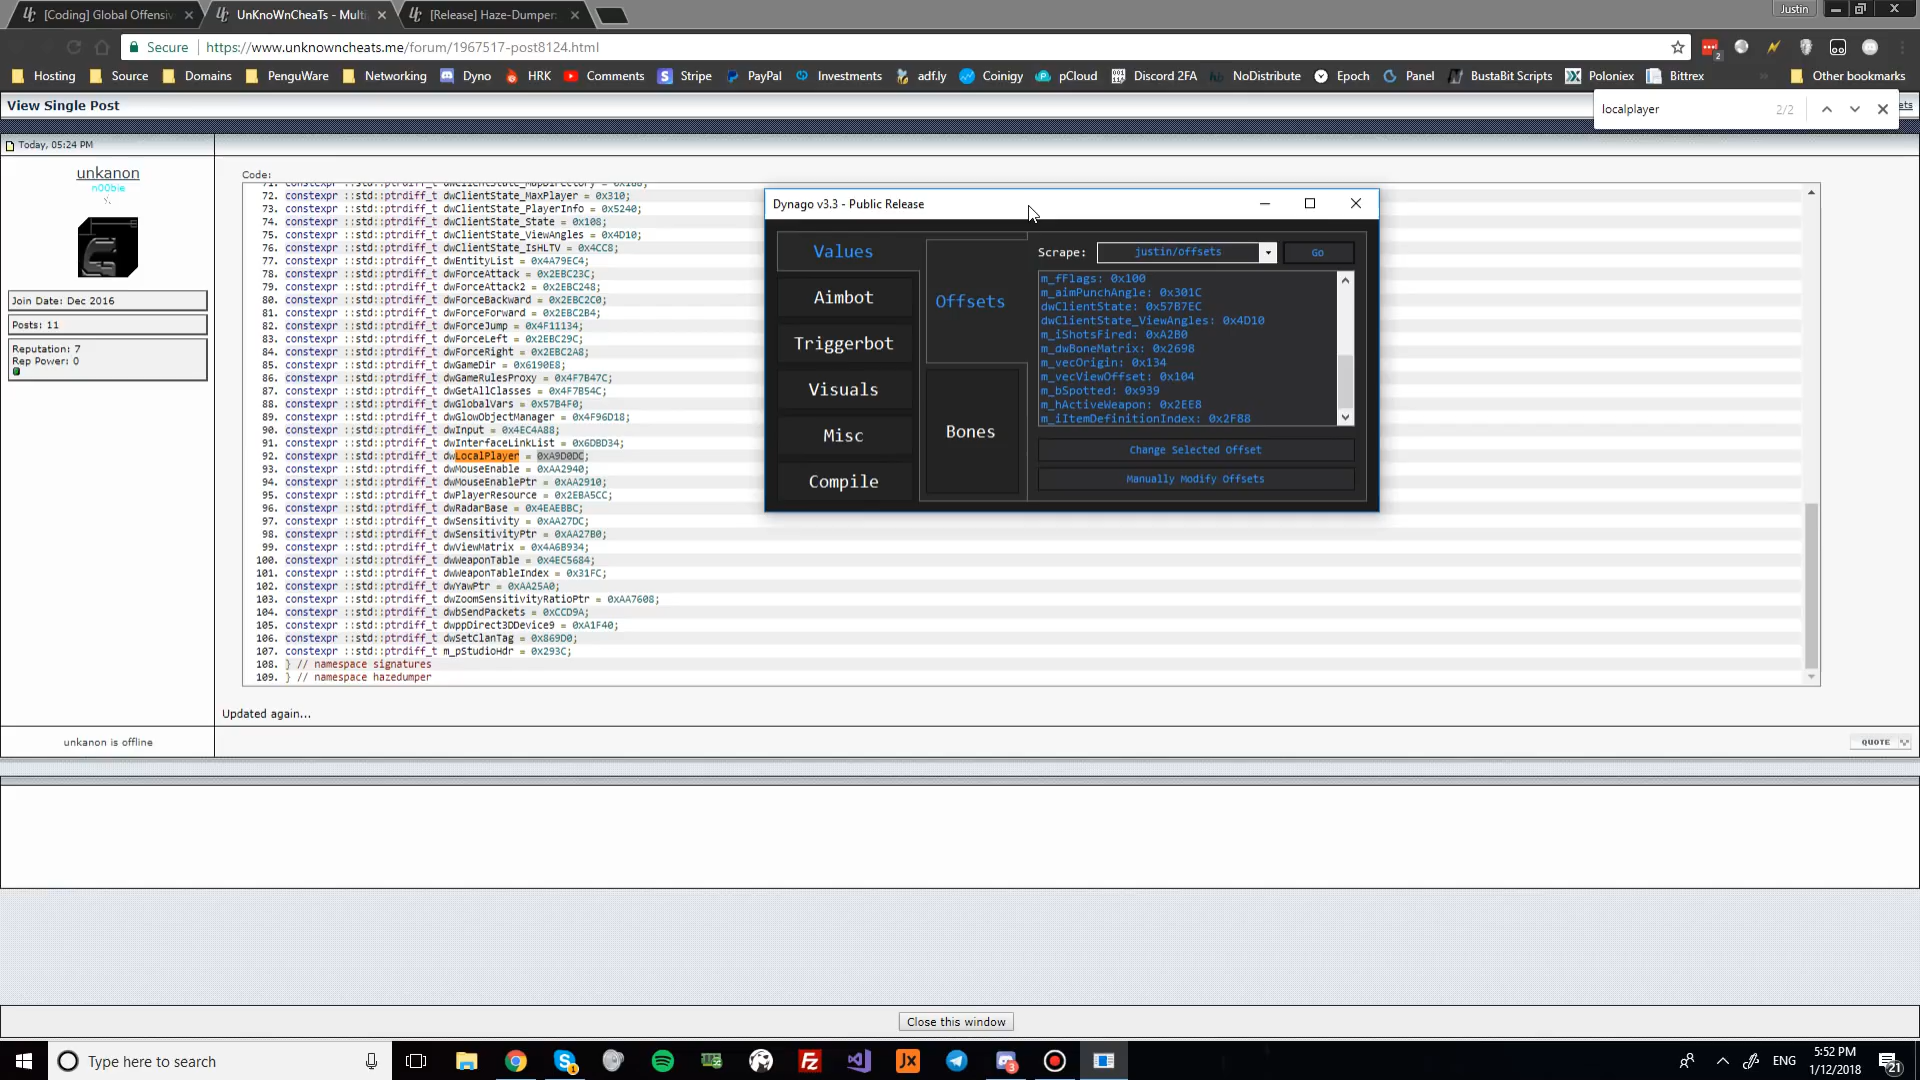 [Coding] Global Offensiv
UnKnoWnCheaTs - Multi
[Release] Haze-Dumper
Justin
Secure
https://www.unknowncheats.me/forum/1967517-post8124.html
Hosting
Source
Domains
PenguWare
Networking
Dyno
HRK
Comments
Stripe
PayPal
Investments
adf.ly
Coinigy
pCloud
Discord 2FA
NoDistribute
Epoch
Panel
BustaBit Scripts
Poloniex
Bittrex
Other bookmarks
View Single Post
localplayer
2/2
Today, 05:24 PM
unkanon
n00bie
Join Date: Dec 2016
Posts: 11
Reputation: 7
Rep Power: 0
Code:
71. constexpr ::std::ptrdiff_t dwClientState_MapDirectory = 0x188;
72. constexpr ::std::ptrdiff_t dwClientState_MaxPlayer = 0x310;
73. constexpr ::std::ptrdiff_t dwClientState_PlayerInfo = 0x5240;
74. constexpr ::std::ptrdiff_t dwClientState_State = 0x108;
75. constexpr ::std::ptrdiff_t dwClientState_ViewAngles = 0x4D10;
76. constexpr ::std::ptrdiff_t dwClientState_IsHLTV = 0x4CC8;
77. constexpr ::std::ptrdiff_t dwEntityList = 0x4A79EC4;
78. constexpr ::std::ptrdiff_t dwForceAttack = 0x2EBC23C;
79. constexpr ::std::ptrdiff_t dwForceAttack2 = 0x2EBC248;
80. constexpr ::std::ptrdiff_t dwForceBackward = 0x2EBC2C0;
81. constexpr ::std::ptrdiff_t dwForceForward = 0x2EBC2B4;
82. constexpr ::std::ptrdiff_t dwForceJump = 0x4F11134;
83. constexpr ::std::ptrdiff_t dwForceLeft = 0x2EBC29C;
84. constexpr ::std::ptrdiff_t dwForceRight = 0x2EBC2A8;
85. constexpr ::std::ptrdiff_t dwGameDir = 0x6190E8;
86. constexpr ::std::ptrdiff_t dwGameRulesProxy = 0x4F7B47C;
87. constexpr ::std::ptrdiff_t dwGetAllClasses = 0x4F7B54C;
88. constexpr ::std::ptrdiff_t dwGlobalVars = 0x57B4F0;
89. constexpr ::std::ptrdiff_t dwGlowObjectManager = 0x4F96D18;
90. constexpr ::std::ptrdiff_t dwInput = 0x4EC4A88;
91. constexpr ::std::ptrdiff_t dwInterfaceLinkList = 0x6DBD34;
92. constexpr ::std::ptrdiff_t dwLocalPlayer = 0xA9D0DC;
93. constexpr ::std::ptrdiff_t dwMouseEnable = 0xAA2940;
94. constexpr ::std::ptrdiff_t dwMouseEnablePtr = 0xAA2910;
95. constexpr ::std::ptrdiff_t dwPlayerResource = 0x2EBA5CC;
96. constexpr ::std::ptrdiff_t dwRadarBase = 0x4EAEBBC;
97. constexpr ::std::ptrdiff_t dwSensitivity = 0xAA27DC;
98. constexpr ::std::ptrdiff_t dwSensitivityPtr = 0xAA27B0;
99. constexpr ::std::ptrdiff_t dwViewMatrix = 0x4A6B934;
100. constexpr ::std::ptrdiff_t dwWeaponTable = 0x4EC5684;
101. constexpr ::std::ptrdiff_t dwWeaponTableIndex = 0x31FC;
102. constexpr ::std::ptrdiff_t dwYawPtr = 0xAA25A0;
103. constexpr ::std::ptrdiff_t dwZoomSensitivityRatioPtr = 0xAA7608;
104. constexpr ::std::ptrdiff_t dwbSendPackets = 0xCCD9A;
105. constexpr ::std::ptrdiff_t dwppDirect3DDevice9 = 0xA1F40;
106. constexpr ::std::ptrdiff_t dwSetClanTag = 0x869D0;
107. constexpr ::std::ptrdiff_t m_pStudioHdr = 0x293C;
108. } // namespace signatures
109. } // namespace hazedumper
Updated again...
unkanon is offline
QUOTE
Dynago v3.3 - Public Release
Values
Aimbot
Triggerbot
Visuals
Misc
Compile
Offsets
Bones
Scrape:
justin/offsets
Go
m_fFlags: 0x100
m_aimPunchAngle: 0x301C
dwClientState: 0x57B7EC
dwClientState_ViewAngles: 0x4D10
m_iShotsFired: 0xA2B0
m_dwBoneMatrix: 0x2698
m_vecOrigin: 0x134
m_vecViewOffset: 0x104
m_bSpotted: 0x939
m_hActiveWeapon: 0x2EE8
m_iItemDefinitionIndex: 0x2F88
Change Selected Offset
Manually Modify Offsets
Close this window
Type here to search
ENG
5:52 PM
1/12/2018
21